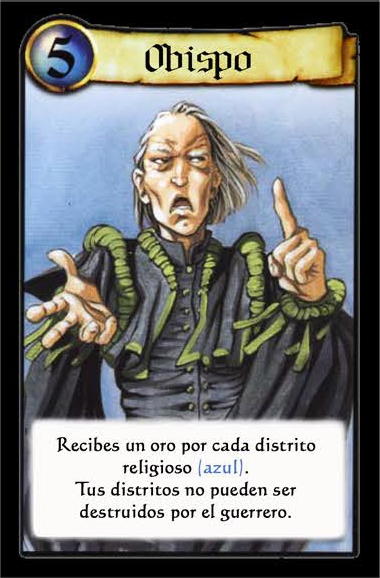 5
Obispo
Recibes un oro por cada distrito
religioso (azul).
Tus distritos no pueden ser
destruidos por el guerrero.